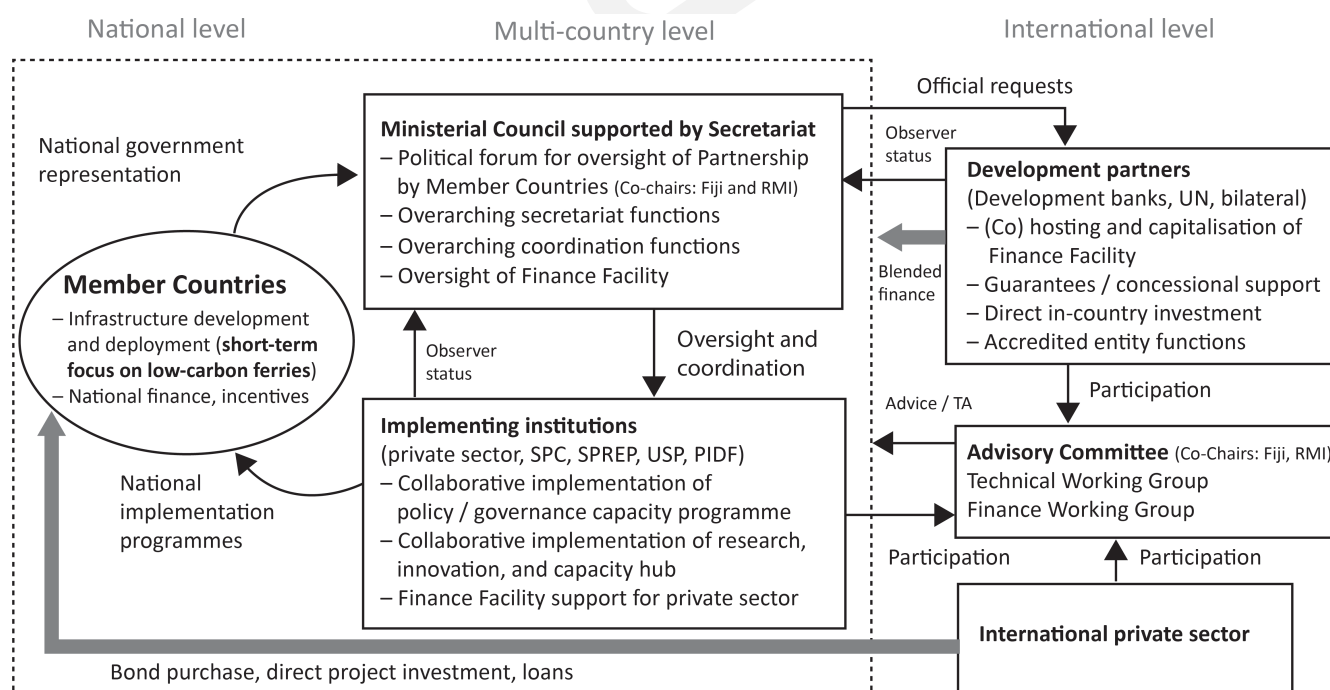 National level
Multi-country level
International level
National government
representation
Ministerial Council supported by Secretariat
– Political forum for oversight of Partnership
by Member Countries (Co-chairs: Fiji and RMI)
– Overarching secretariat functions
– Overarching coordination functions
– Oversight of Finance Facility
Official requests
Observer
status
Development partners
(Development banks, UN, bilateral)
– (Co) hosting and capitalisation of
Finance Facility
– Guarantees / concessional support
– Direct in-country investment
– Accredited entity functions
Blended
finance
Member Countries
– Infrastructure development
and deployment (short-term
focus on low-carbon ferries)
– National finance, incentives
Observer
status
Oversight and
coordination
Participation
Advice / TA
Implementing institutions
(private sector, SPC, SPREP, USP, PIDF)
– Collaborative implementation of
policy / governance capacity programme
– Collaborative implementation of research,
innovation, and capacity hub
– Finance Facility support for private sector
Advisory Committee (Co-Chairs: Fiji, RMI)
Technical Working Group
Finance Working Group
National
implementation
programmes
Participation
Participation
International private sector
Bond purchase, direct project investment, loans